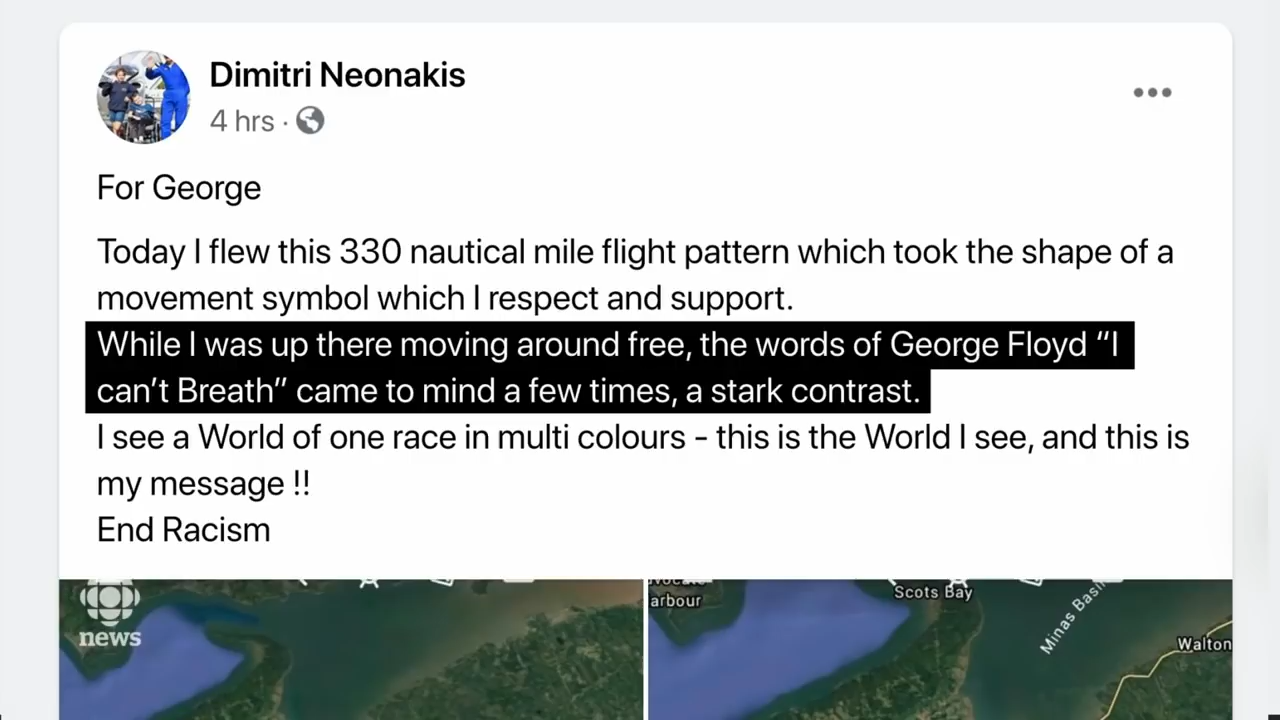 Dimitri Neonakis
4 hrs ·
For George
Today I flew this 330 nautical mile flight pattern which took the shape of a
movement symbol which I respect and support.
While I was up there moving around free, the words of George Floyd “I
can’t Breath” came to mind a few times, a stark contrast.
I see a World of one race in multi colours - this is the World I see, and this is
my message !!
End Racism
news
arbour
Scots Bay
Minas Basin
Walton